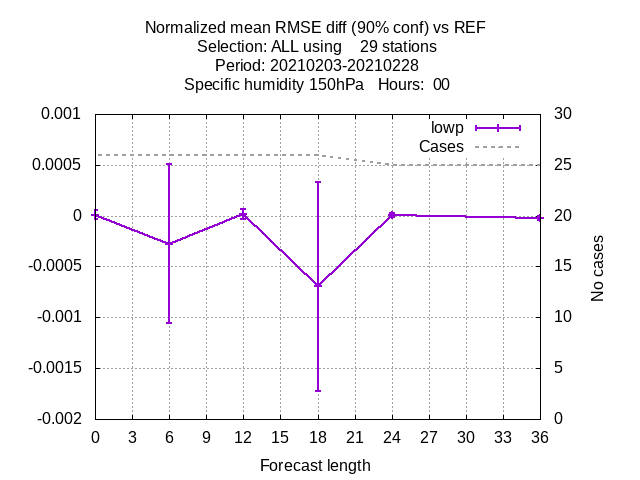 Normalized mean RMSE diff (90% conf) vs REF
Selection: ALL using    29 stations
Period: 20210203-20210228
Specific humidity 150hPa   Hours:  00
0.001
0.0005
0
-0.0005
-0.001
-0.0015
-0.002
30
25
20
15
10
5
0
lowp
Cases
No cases
0 3 6 9 12 15 18 21 24 27 30 33 36
Forecast length